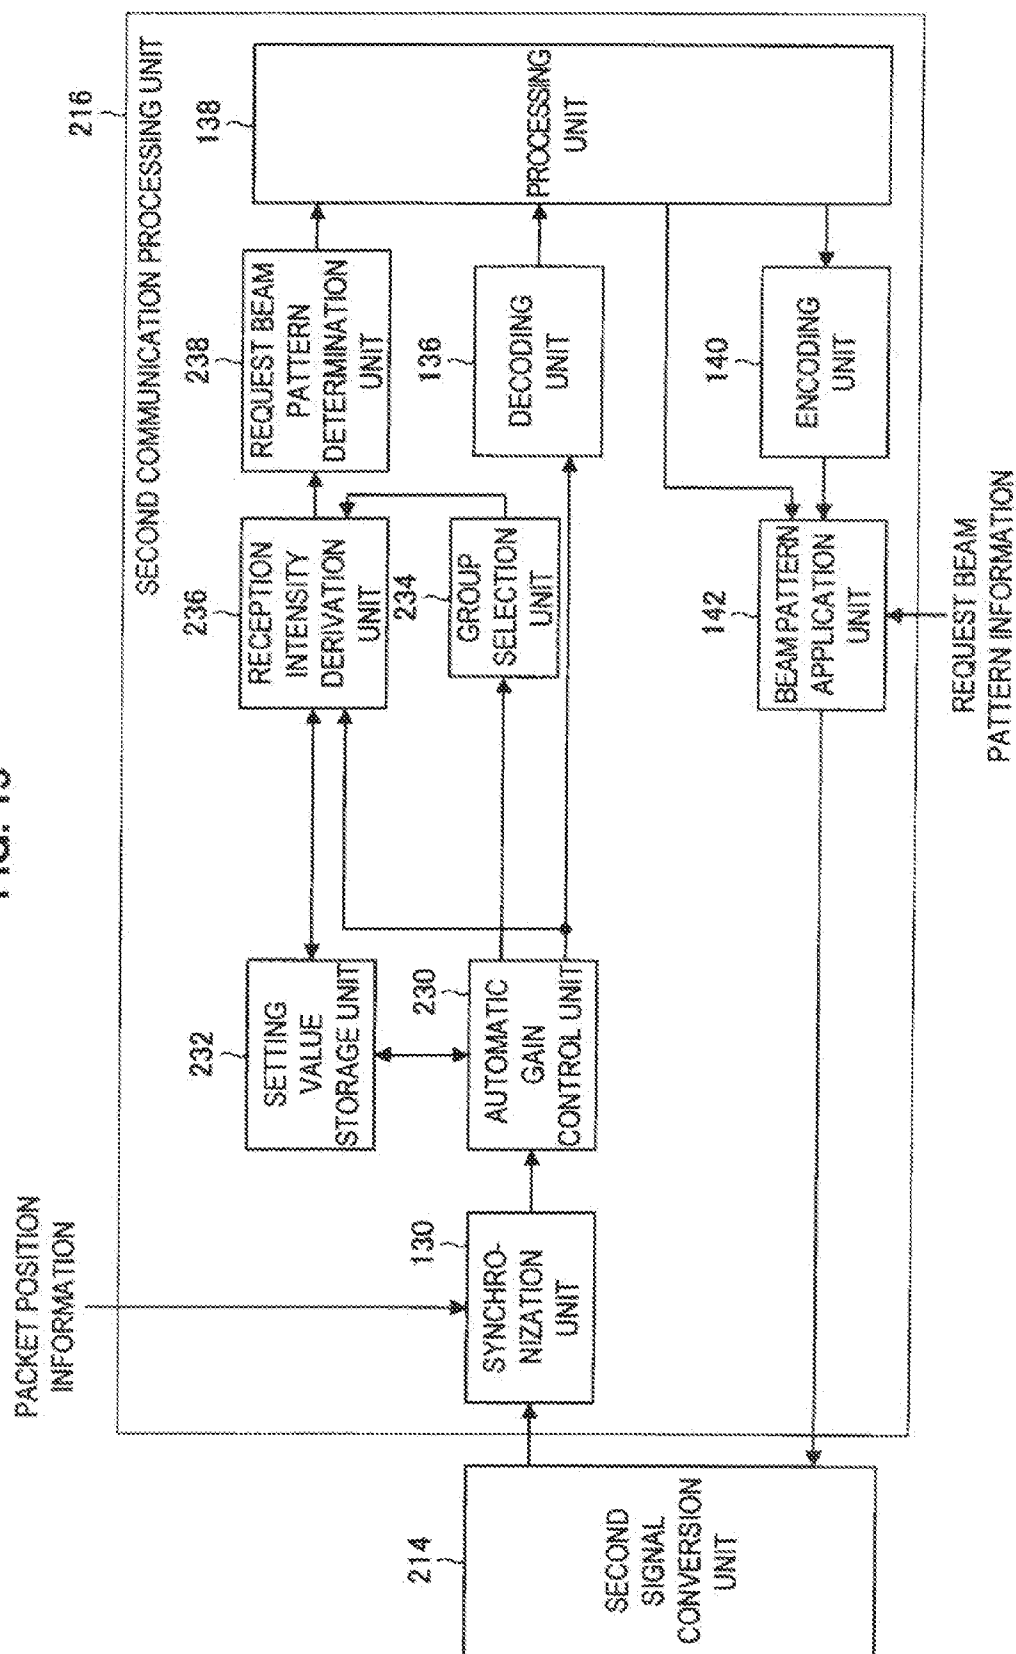 216
SECOND COMMUNICATION PROCESSING UNIT
PACKET POSITION
INFORMATION
232
SETTING
VALUE
STORAGE UNIT
236
RECEPTION
INTENSITY
DERIVATION
UNIT
238
REQUEST BEAM
PATTERN
DETERMINATION
UNIT
138
PROCESSING
UNIT
214
SECOND
SIGNAL
CONVERSION
UNIT
130
SYNCHRO-
NIZATION
UNIT
230
AUTOMATIC
GAIN
CONTROL UNIT
234
GROUP
SELECTION
UNIT
136
DECODING
UNIT
142
BEAM PATTERN
APPLICATION
UNIT
140
ENCODING
UNIT
REQUEST BEAM
PATTERN INFORMATION